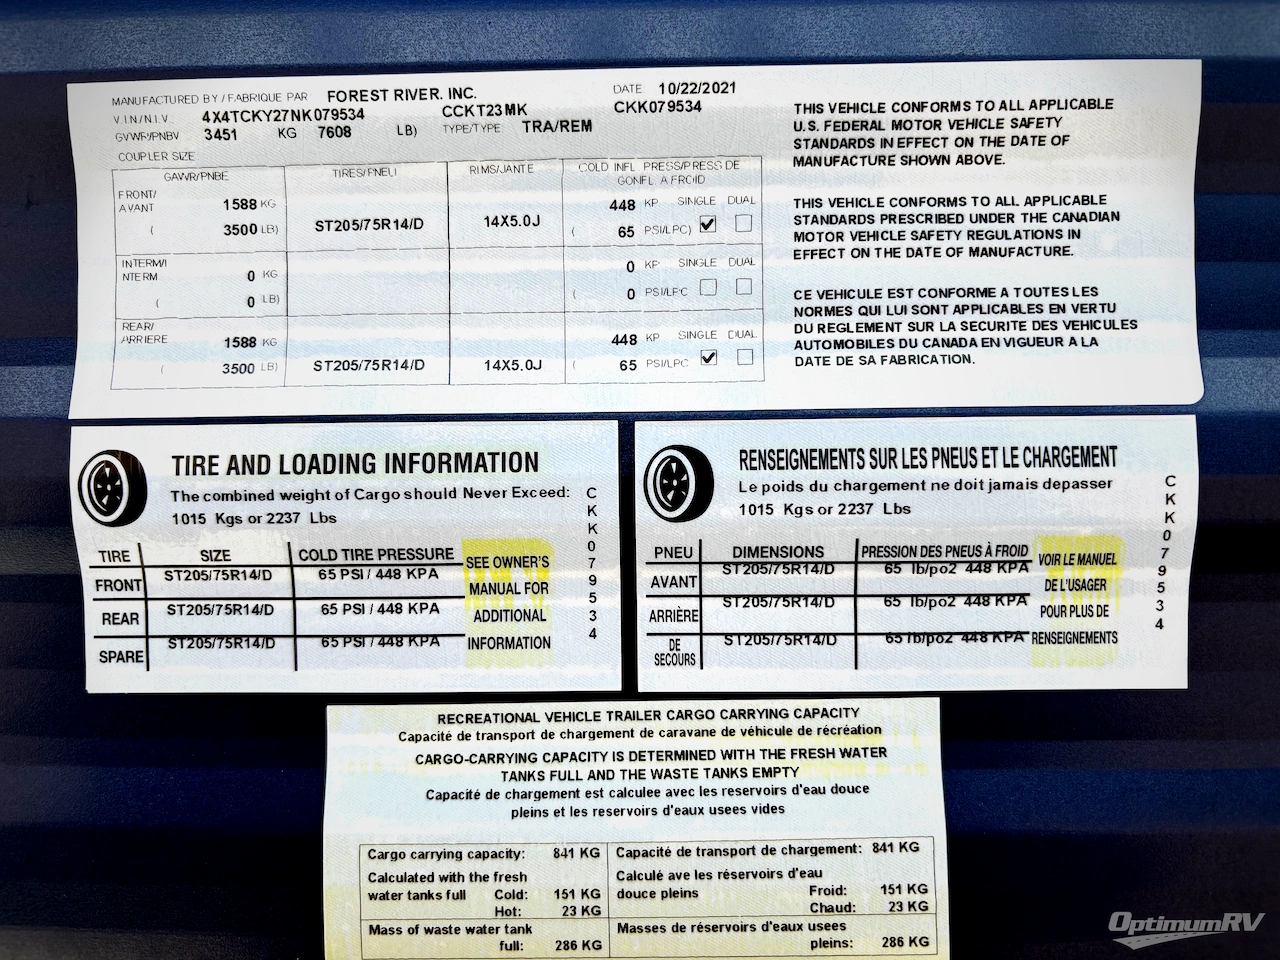 MANUFACTURED BY / FABRIQUE PAR FOREST RIVER. INC. DATE 10/22/2021
V.I.N/N.I.V. 4X4TCKY27NK079534 CCKT23MK CKK079534
GVWR/PNBV 3451 KG 7608 LB) TYPE/TYPE TRA/REM
COUPLER SIZE
GAWR/PNBE TIRES/PNEU RIMS/JANTE COLD INFL PRESS/PRESS DE
GONFL A FROID
FRONT/
AVANT 1588 KG 448 KP SINGLE DUAL
( 3500 LB) ST205/75R14/D 14X5.0J ( 65 PSI/LPC)
INTERM/I
NTERM 0 KG 0 KP SINGLE DUAL
( 0 LB) ( 0 PSI/LPC
REAR/
ARRIERE 1588 KG 448 KP SINGLE DUAL
( 3500 LB) ST205/75R14/D 14X5.0J ( 65 PSI/LPC
THIS VEHICLE CONFORMS TO ALL APPLICABLE
U.S. FEDERAL MOTOR VEHICLE SAFETY
STANDARDS IN EFFECT ON THE DATE OF
MANUFACTURE SHOWN ABOVE.
THIS VEHICLE CONFORMS TO ALL APPLICABLE
STANDARDS PRESCRIBED UNDER THE CANADIAN
MOTOR VEHICLE SAFETY REGULATIONS IN
EFFECT ON THE DATE OF MANUFACTURE.
CE VEHICULE EST CONFORME A TOUTES LES
NORMES QUI LUI SONT APPLICABLES EN VERTU
DU REGLEMENT SUR LA SECURITE DES VEHICULES
AUTOMOBILES DU CANADA EN VIGUEUR A LA
DATE DE SA FABRICATION.
TIRE AND LOADING INFORMATION
The combined weight of Cargo should Never Exceed:
1015 Kgs or 2237 Lbs
TIRE SIZE COLD TIRE PRESSURE
FRONT ST205/75R14/D 65 PSI / 448 KPA
REAR ST205/75R14/D 65 PSI / 448 KPA
SPARE ST205/75R14/D 65 PSI / 448 KPA
SEE OWNER'S
MANUAL FOR
ADDITIONAL
INFORMATION
CKK079534
RENSEIGNEMENTS SUR LES PNEUS ET LE CHARGEMENT
Le poids du chargement ne doit jamais depasser
1015 Kgs or 2237 Lbs
PNEU DIMENSIONS PRESSION DES PNEUS À FROID
AVANT ST205/75R14/D 65 lb/po2 448 KPA
ARRIÈRE ST205/75R14/D 65 lb/po2 448 KPA
DE
SECOURS ST205/75R14/D 65 lb/po2 448 KPA
VOIR LE MANUEL
DE L'USAGER
POUR PLUS DE
RENSEIGNEMENTS
CKK079534
RECREATIONAL VEHICLE TRAILER CARGO CARRYING CAPACITY
Capacité de transport de chargement de caravane de véhicule de récréation
CARGO-CARRYING CAPACITY IS DETERMINED WITH THE FRESH WATER
TANKS FULL AND THE WASTE TANKS EMPTY
Capacité de chargement est calculee avec les reservoirs d'eau douce
pleins et les reservoirs d'eaux usees vides
Cargo carrying capacity: 841 KG
Calculated with the fresh
water tanks full Cold: 151 KG
Hot: 23 KG
Mass of waste water tank
full: 286 KG
Capacité de transport de chargement: 841 KG
Calculé ave les réservoirs d'eau
douce pleins Froid: 151 KG
Chaud: 23 KG
Masses de réservoirs d'eaux usees
pleins: 286 KG
OptimumRV